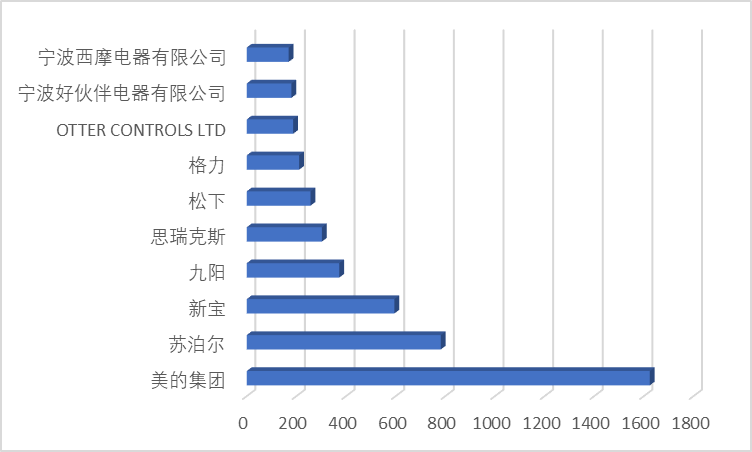 宁波西摩电器有限公司
宁波好伙伴电器有限公司
OTTER CONTROLS LTD
格力
松下
思瑞克斯
九阳
新宝
苏泊尔
美的集团
0 200 400 600 800 1000 1200 1400 1600 1800